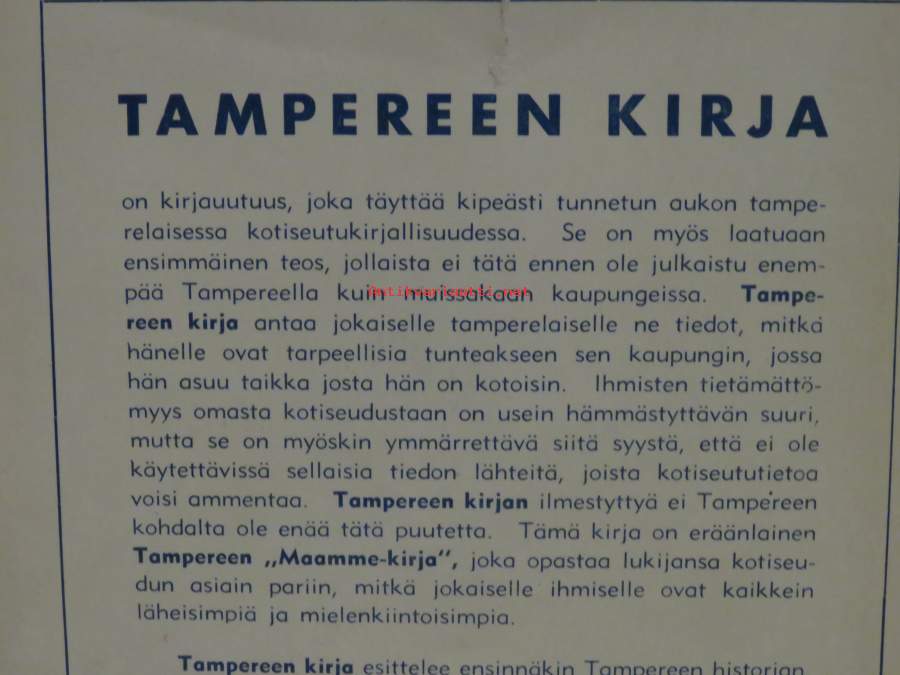 TAMPEREEN KIRJA
on kirjauutuus, joka täyttää kipeästi tunnetun aukon tampe-
relaisessa kotiseutukirjallisuudessa. Se on myös laatuaan
ensimmäinen teos, jollaista ei tätä ennen ole julkaistu enem-
pää Tampereella kuin muissakaan kaupungeissa. Tampe-
reen kirja antaa jokaiselle tamperelaiselle ne tiedot, mitkä
hänelle ovat tarpeellisia tunteakseen sen kaupungin, jossa
hän asuu taikka josta hän on kotoisin. Ihmisten tietämättö-
myys omasta kotiseudustaan on usein hämmästyttävän suuri,
mutta se on myöskin ymmärrettävä siitä syystä, että ei ole
käytettävissä sellaisia tiedon lähteitä, joista kotiseututietoa
voisi ammentaa. Tampereen kirjan ilmestyttyä ei Tampereen
kohdalta ole enää tätä puutetta. Tämä kirja on eräänlainen
Tampereen „Maamme-kirja”, joka opastaa lukijansa kotiseu-
dun asiain pariin, mitkä jokaiselle ihmiselle ovat kaikkein
läheisimpiä ja mielenkiintoisimpia.
Tampereen kirja esittelee ensinnäkin Tampereen historian